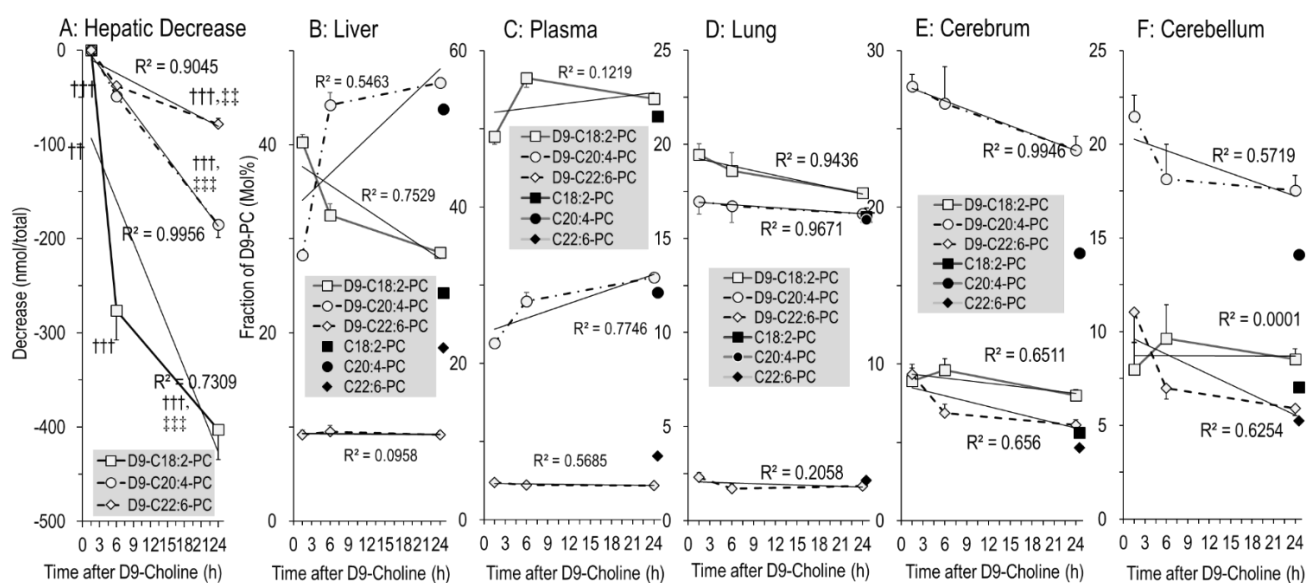 A: Hepatic Decrease
Decrease (nmol/total)
0
-100
-200
-300
-400
-500
R² = 0.9045
†††
†††,‡‡
††
†††,
‡‡‡
R² = 0.9956
†††
R² = 0.7309
†††,
‡‡‡
D9-C18:2-PC
D9-C20:4-PC
D9-C22:6-PC
0 3 6 9 12 15 18 21 24
Time after D9-Choline (h)
B: Liver
Fraction of D9-PC (Mol%)
60
40
20
0
R² = 0.5463
R² = 0.7529
D9-C18:2-PC
D9-C20:4-PC
D9-C22:6-PC
C18:2-PC
C20:4-PC
C22:6-PC
R² = 0.0958
0 3 6 9 12 15 18 21 24
Time after D9-Choline (h)
C: Plasma
60
40
20
0
R² = 0.1219
D9-C18:2-PC
D9-C20:4-PC
D9-C22:6-PC
C18:2-PC
C20:4-PC
C22:6-PC
R² = 0.7746
R² = 0.5685
0 3 6 9 12 15 18 21 24
Time after D9-Choline (h)
D: Lung
25
20
15
10
5
0
R² = 0.9436
R² = 0.9671
D9-C18:2-PC
D9-C20:4-PC
D9-C22:6-PC
C18:2-PC
C20:4-PC
C22:6-PC
R² = 0.2058
0 3 6 9 12 15 18 21 24
Time after D9-Choline (h)
E: Cerebrum
30
20
10
0
R² = 0.9946
D9-C18:2-PC
D9-C20:4-PC
D9-C22:6-PC
C18:2-PC
C20:4-PC
C22:6-PC
R² = 0.6511
R² = 0.656
0 3 6 9 12 15 18 21 24
Time after D9-Choline (h)
F: Cerebellum
25
20
15
10
5
0
R² = 0.5719
R² = 0.0001
R² = 0.6254
0 3 6 9 12 15 18 21 24
Time after D9-Choline (h)